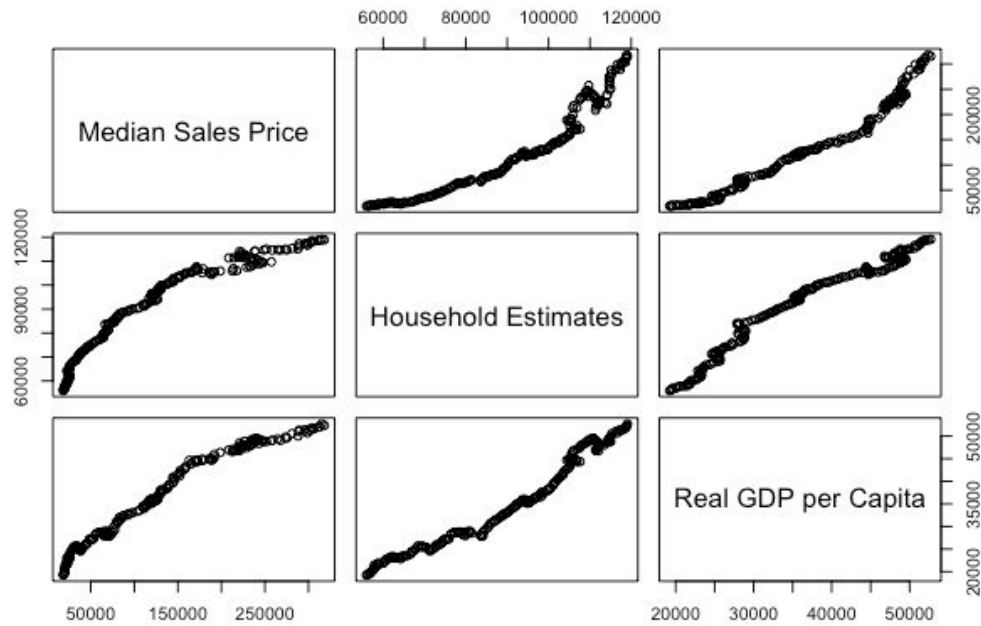 60000 80000 100000 120000
Median Sales Price
50000 200000
60000 90000 120000
Household Estimates
Real GDP per Capita
20000 35000 50000
50000 150000 250000
20000 30000 40000 50000